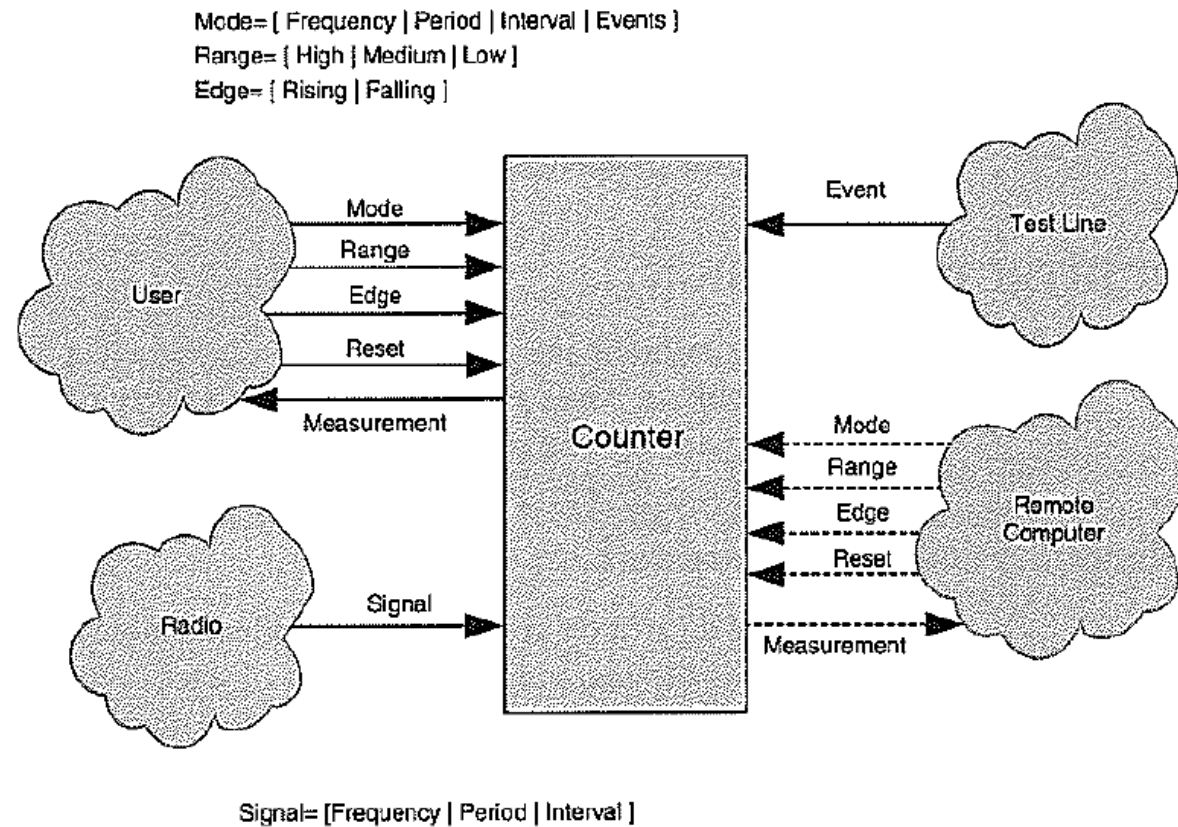 Mode= [ Frequency | Period | Interval | Events ]
Range= [ High | Medium | Low ]
Edge= [ Rising | Falling ]
User
Mode
Range
Edge
Reset
Measurement
Counter
Event
Test Line
Mode
Range
Edge
Reset
Measurement
Remote
Computer
Radio
Signal
Signal= [Frequency | Period | Interval ]